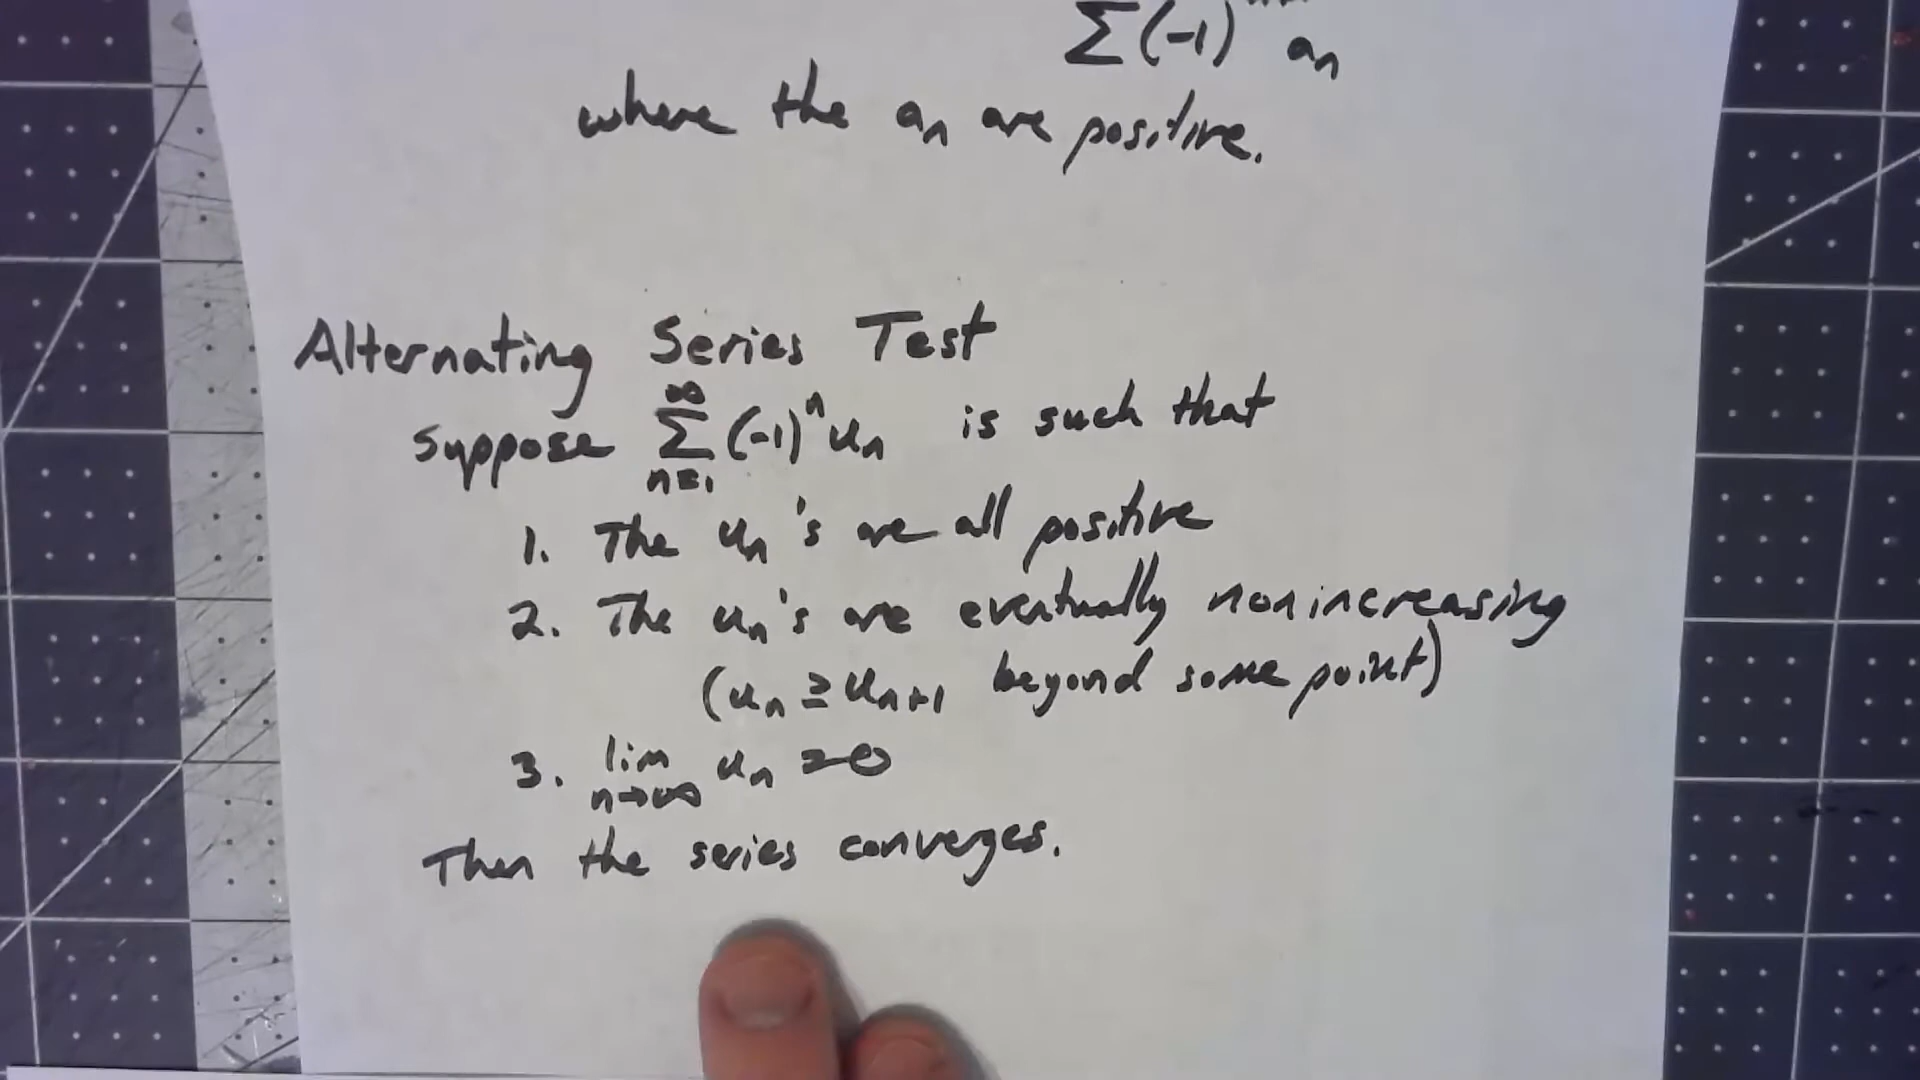 ∑(-1) aₙ
where the aₙ are positive.
Alternating Series Test
suppose ∑_{n=1}^{∞} (-1)ⁿ uₙ is such that
1. The uₙ's are all positive
2. The uₙ's are eventually nonincreasing
(uₙ ≥ uₙ₊₁ beyond some point)
3. lim_{n→∞} uₙ = 0
Then the series converges.